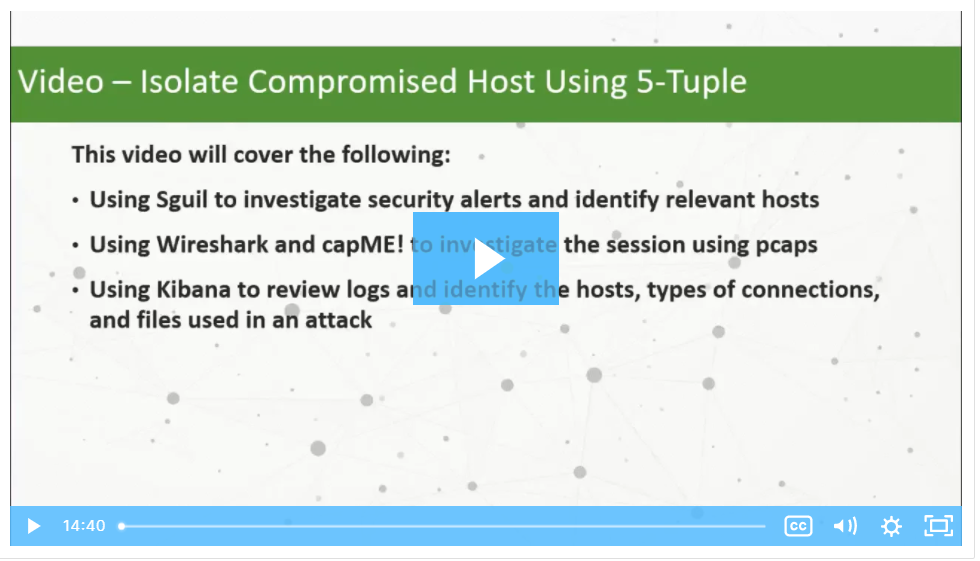 Video – Isolate Compromised Host Using 5-Tuple
This video will cover the following:
• Using Sguil to investigate security alerts and identify relevant hosts
• Using Wireshark and capME! to investigate the session using pcaps
• Using Kibana to review logs and identify the hosts, types of connections,
and files used in an attack
14:40
CC